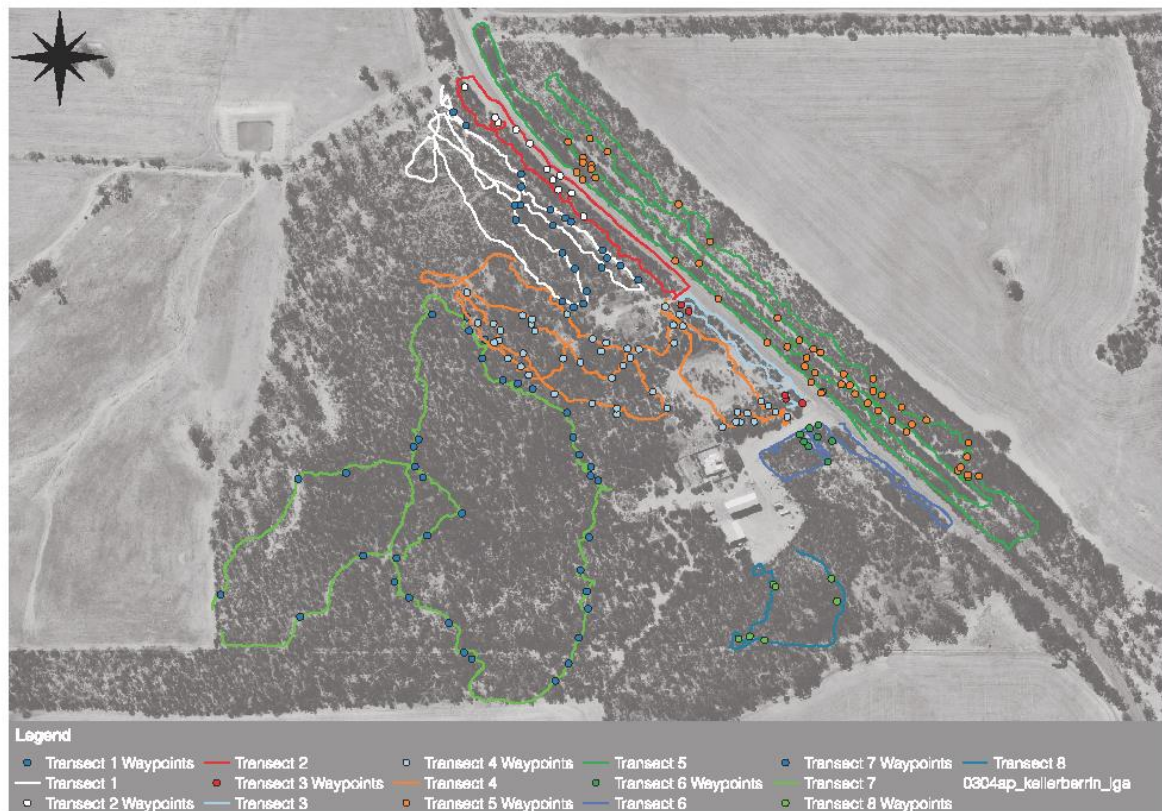 Legend
Transect 1 Waypoints
Transect 2
Transect 4 Waypoints
Transect 5
Transect 7 Waypoints
Transect 8
Transect 1
Transect 3 Waypoints
Transect 4
Transect 6 Waypoints
Transect 7
0304ap_kellerberrin_lga
Transect 2 Waypoints
Transect 3
Transect 5 Waypoints
Transect 6
Transect 8 Waypoints